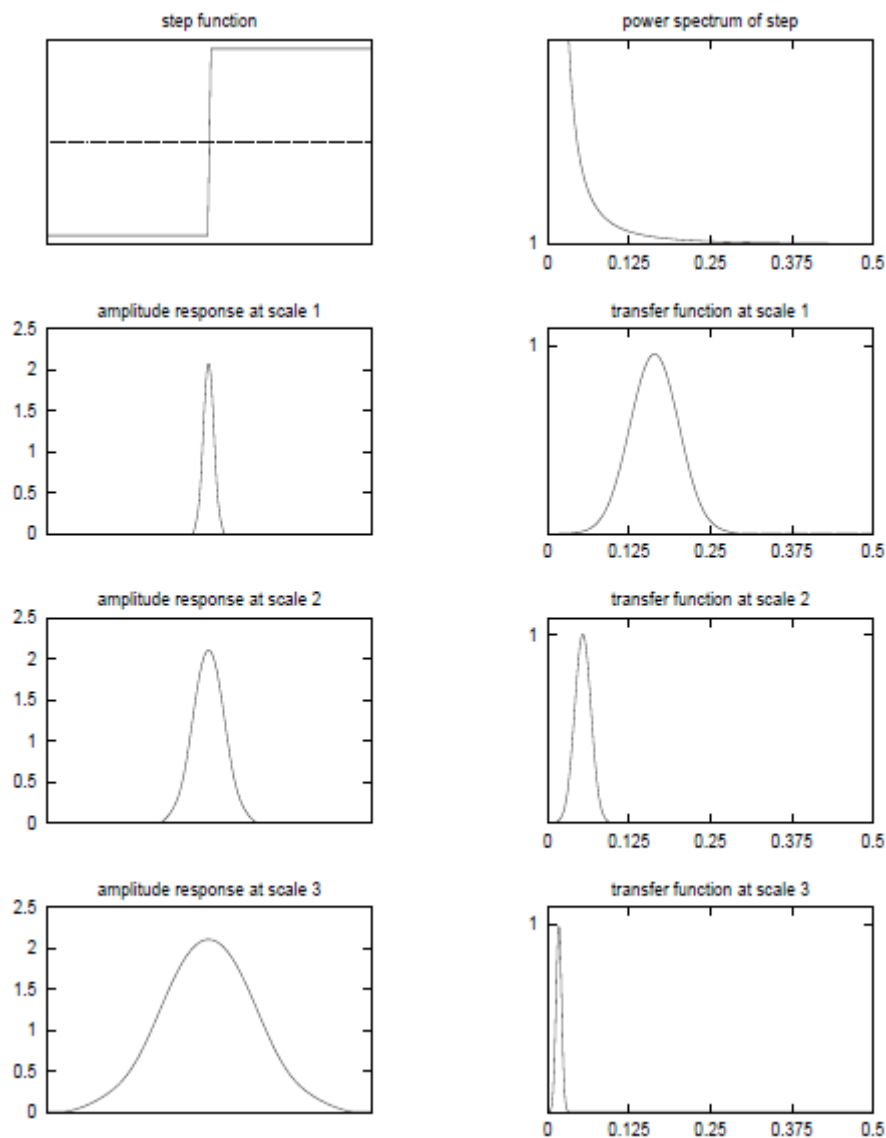 step function
power spectrum of step
1
0 0.125 0.25 0.375 0.5
amplitude response at scale 1
2.5
2
1.5
1
0.5
0
transfer function at scale 1
1
0 0.125 0.25 0.375 0.5
amplitude response at scale 2
2.5
2
1.5
1
0.5
0
transfer function at scale 2
1
0 0.125 0.25 0.375 0.5
amplitude response at scale 3
2.5
2
1.5
1
0.5
0
transfer function at scale 3
1
0 0.125 0.25 0.375 0.5